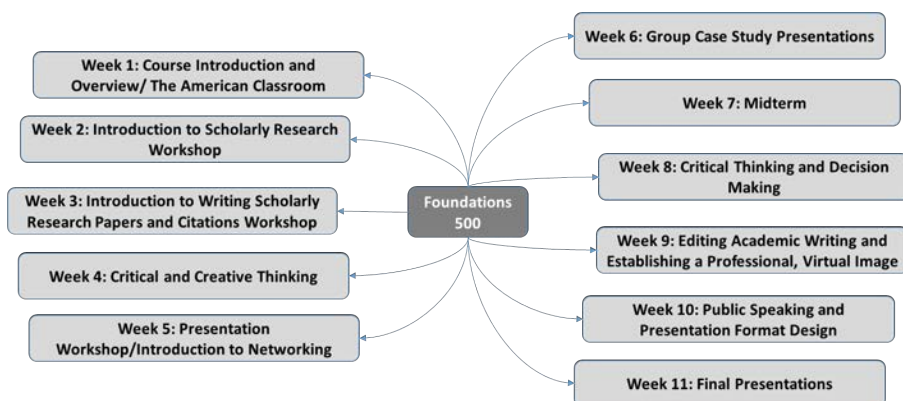 Week 1: Course Introduction and
Overview/ The American Classroom
Week 2: Introduction to Scholarly Research
Workshop
Week 3: Introduction to Writing Scholarly
Research Papers and Citations Workshop
Week 4: Critical and Creative Thinking
Week 5: Presentation
Workshop/Introduction to Networking
Foundations
500
Week 6: Group Case Study Presentations
Week 7: Midterm
Week 8: Critical Thinking and Decision
Making
Week 9: Editing Academic Writing and
Establishing a Professional, Virtual Image
Week 10: Public Speaking and
Presentation Format Design
Week 11: Final Presentations